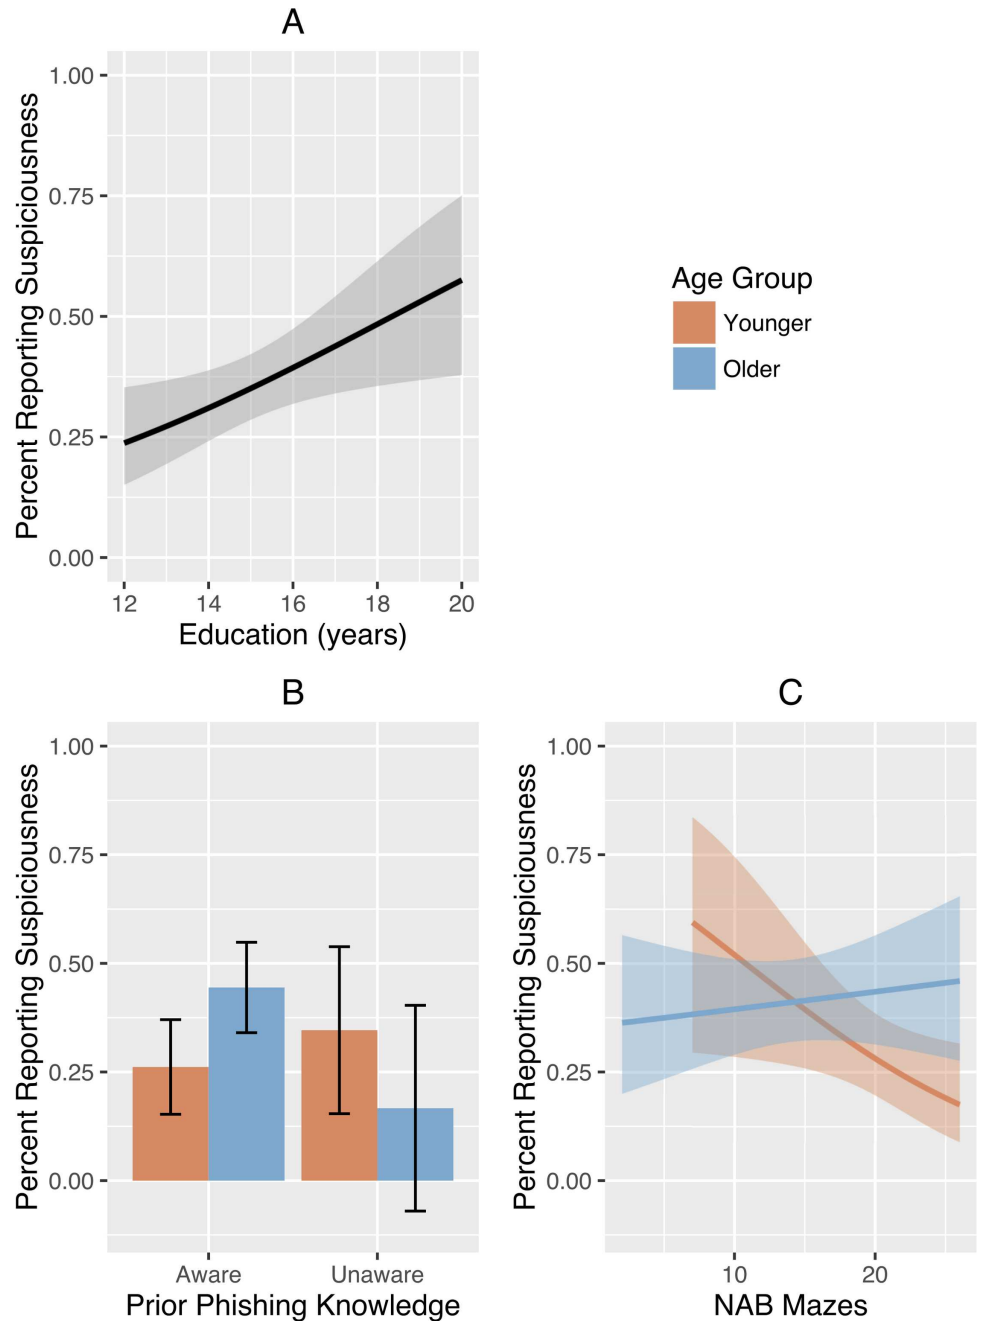 A
Percent Reporting Suspiciousness
1.00
0.75
0.50
0.25
0.00
12 14 16 18 20
Education (years)
Age Group
Younger
Older
B
Percent Reporting Suspiciousness
1.00
0.75
0.50
0.25
0.00
Aware Unaware
Prior Phishing Knowledge
C
Percent Reporting Suspiciousness
1.00
0.75
0.50
0.25
0.00
10 20
NAB Mazes